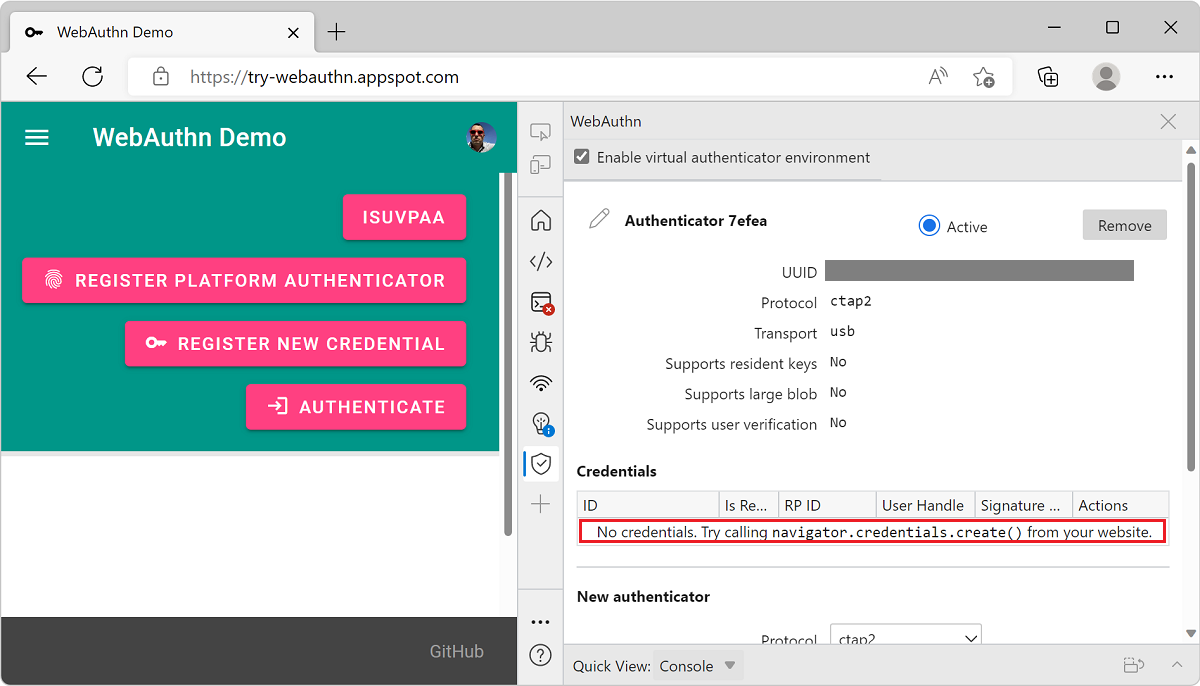 WebAuthn Demo
https://try-webauthn.appspot.com
WebAuthn Demo
ISUVPAA
REGISTER PLATFORM AUTHENTICATOR
REGISTER NEW CREDENTIAL
AUTHENTICATE
GitHub
WebAuthn
Enable virtual authenticator environment
Authenticator 7efea
Active
Remove
UUID
Protocol ctap2
Transport usb
Supports resident keys No
Supports large blob No
Supports user verification No
Credentials
ID Is Re... RP ID User Handle Signature ... Actions
No credentials. Try calling navigator.credentials.create() from your website.
New authenticator
Protocol ctap2
Quick View: Console